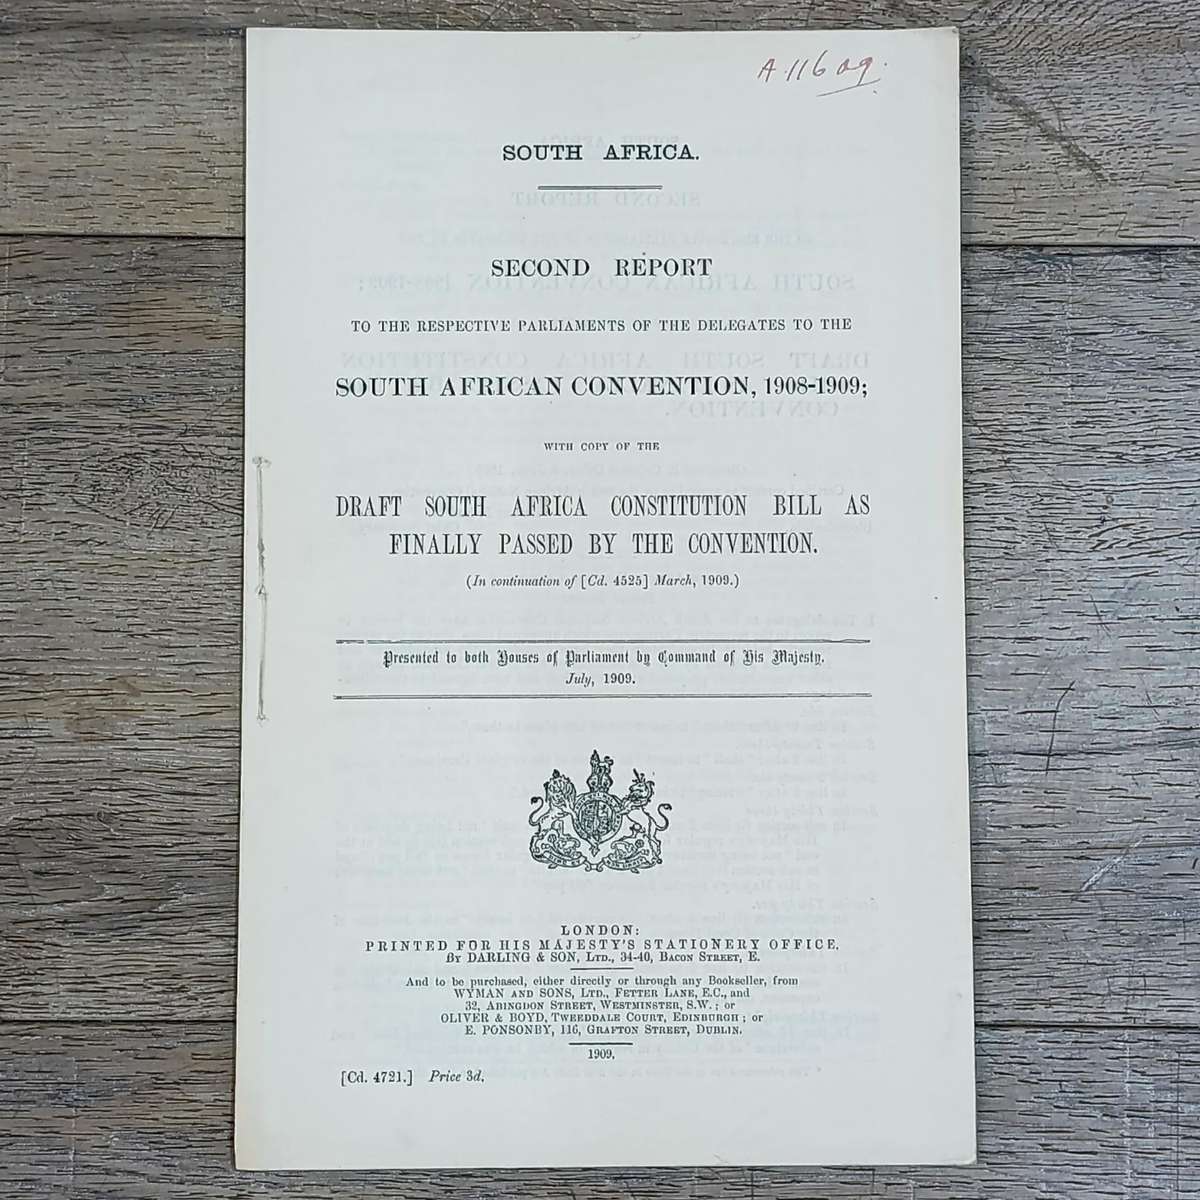 A. 116 09.
SOUTH AFRICA.
SECOND REPORT
TO THE RESPECTIVE PARLIAMENTS OF THE DELEGATES TO THE
SOUTH AFRICAN CONVENTION, 1908-1909;
WITH COPY OF THE
DRAFT SOUTH AFRICA CONSTITUTION BILL AS
FINALLY PASSED BY THE CONVENTION.
(In continuation of [Cd. 4525] March, 1909.)
Presented to both Houses of Parliament by Command of His Majesty.
July, 1909.
LONDON:
PRINTED FOR HIS MAJESTY'S STATIONERY OFFICE,
BY DARLING & SON, LTD., 34-40, BACON STREET, E.
And to be purchased, either directly or through any Bookseller, from
WYMAN AND SONS, LTD., FETTER LANE, E.C., and
32, ABINGDON STREET, WESTMINSTER, S.W.; or
OLIVER & BOYD, TWEEDDALE COURT, EDINBURGH; or
E. PONSONBY, 116, GRAFTON STREET, DUBLIN.
1909.
[Cd. 4721.] Price 3d.